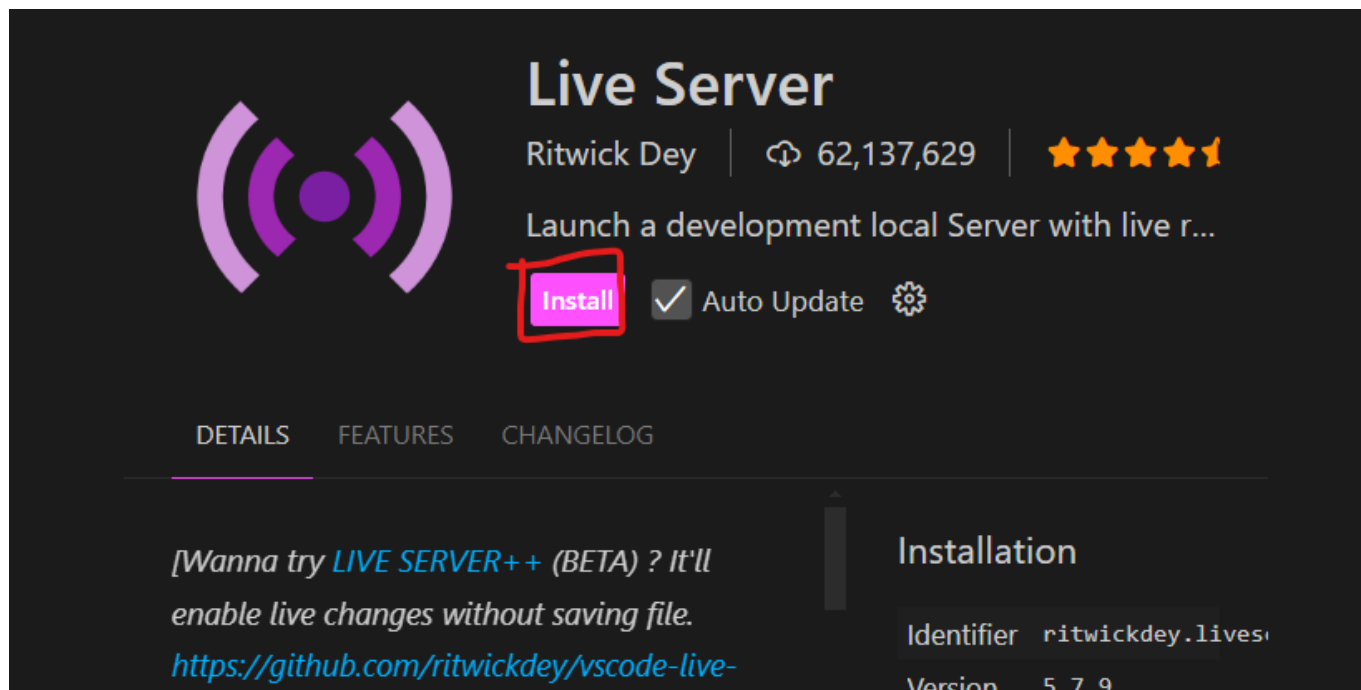 Live Server
Ritwick Dey 62,137,629
Launch a development local Server with live r...
Install Auto Update
DETAILS FEATURES CHANGELOG
[Wanna try LIVE SERVER++ (BETA) ? It'll
enable live changes without saving file.
https://github.com/ritwickdey/vscode-live-
Installation
Identifier ritwickdey.lives
Version 5.7.9